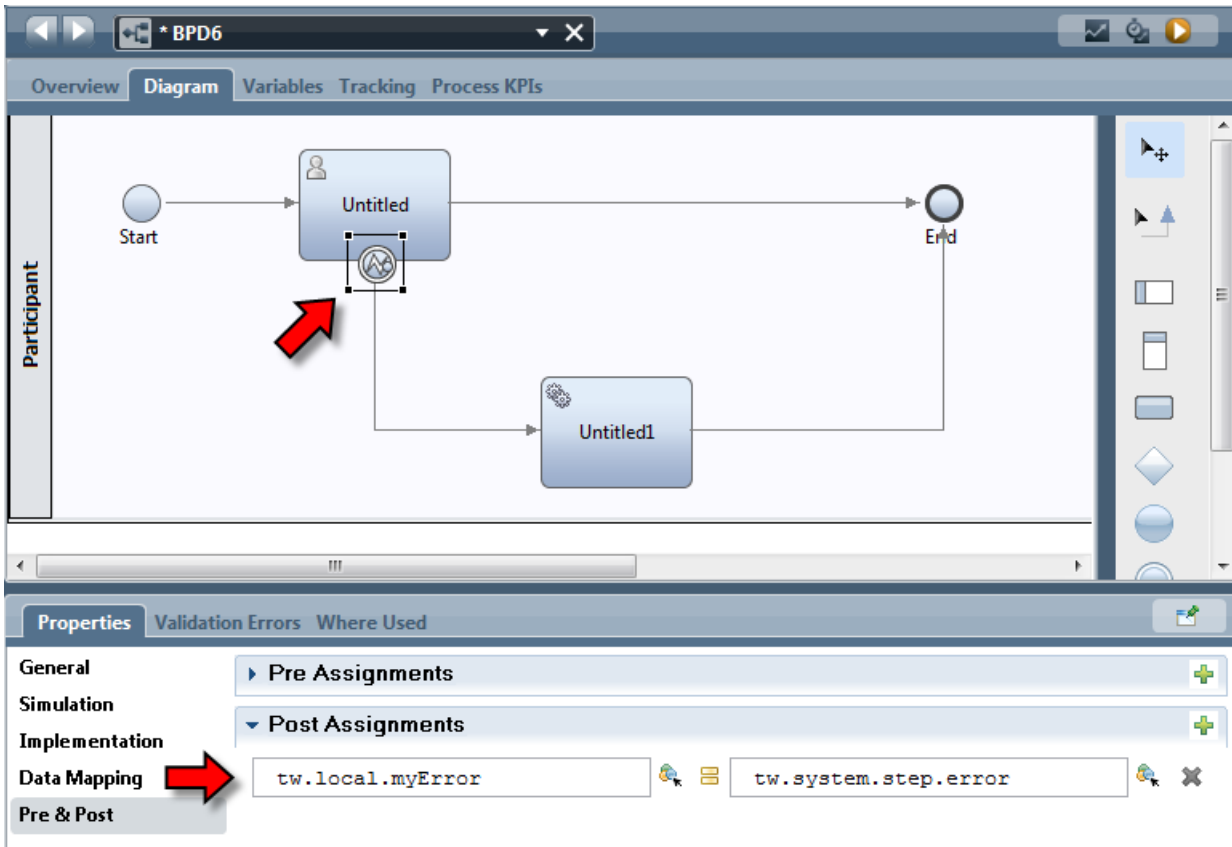 * BPD6
Overview Diagram Variables Tracking Process KPIs
Participant
Start
Untitled
End
Untitled1
Properties Validation Errors Where Used
General
Simulation
Implementation
Data Mapping
Pre & Post
Pre Assignments
Post Assignments
tw.local.myError
tw.system.step.error